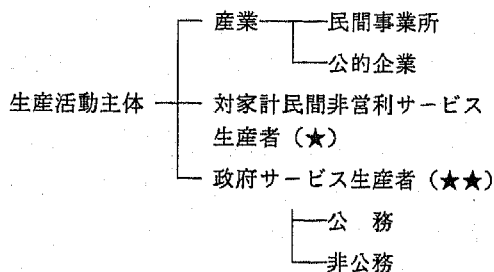 産業
民間事業所
公的企業
生産活動主体
対家計民間非営利サービス
生産者(★)
政府サービス生産者(★★)
公 務
非公務